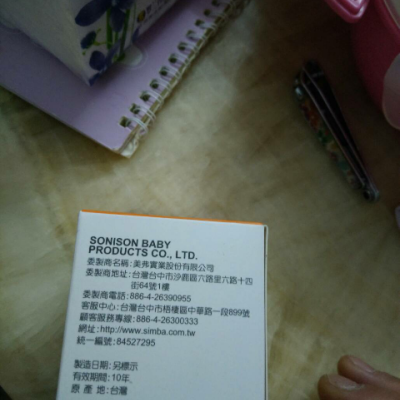 SONISON BABY
PRODUCTS CO., LTD.
委製商名稱:美弗實業股份有限公司
委製商地址:台灣台中市沙鹿區六路里六路十四
街64號1樓
委製商電話:886-4-26390955
客服中心:台灣台中市梧棲區中華路一段899號
顧客服務專線:886-4-26300333
網址:http://www.simba.com.tw
統一編號:84527295
製造日期:另標示
有效期間:10年
原 產 地:台灣